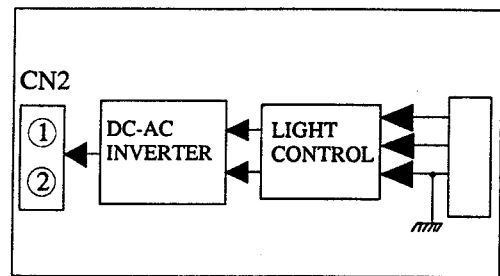 CN2
①
②
DC-AC
INVERTER
LIGHT
CONTROL